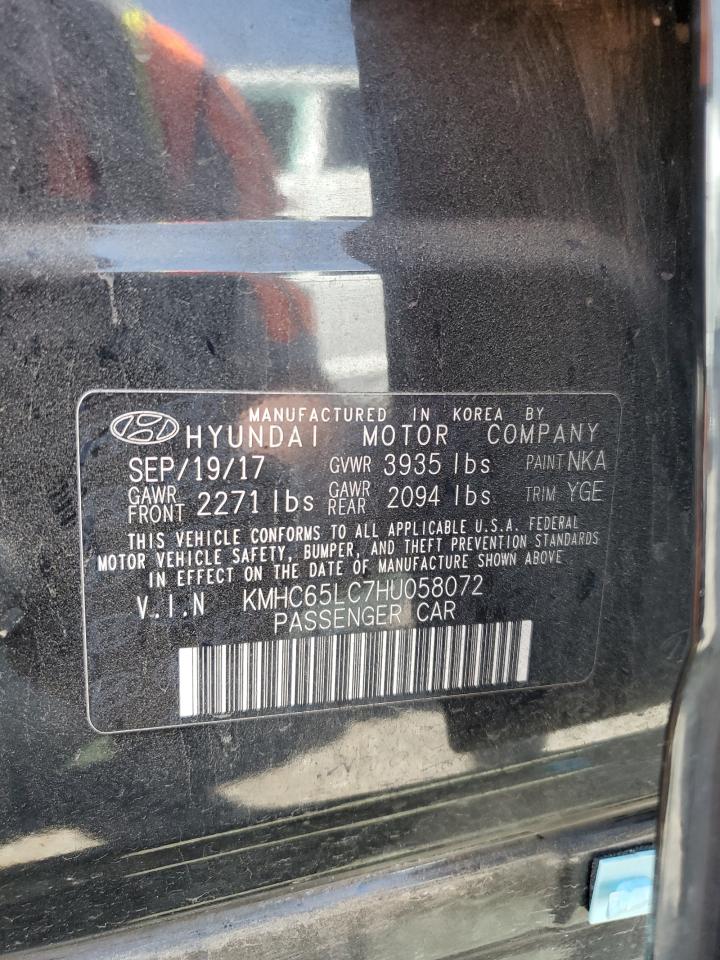 MANUFACTURED IN KOREA BY
HYUNDAI MOTOR COMPANY
SEP/19/17 GVWR 3935 lbs PAINT NKA
GAWR FRONT 2271 lbs GAWR REAR 2094 lbs TRIM YGE
THIS VEHICLE CONFORMS TO ALL APPLICABLE U.S.A. FEDERAL
MOTOR VEHICLE SAFETY, BUMPER, AND THEFT PREVENTION STANDARDS
IN EFFECT ON THE DATE OF MANUFACTURE SHOWN ABOVE
V.I.N KMHC65LC7HU058072
PASSENGER CAR